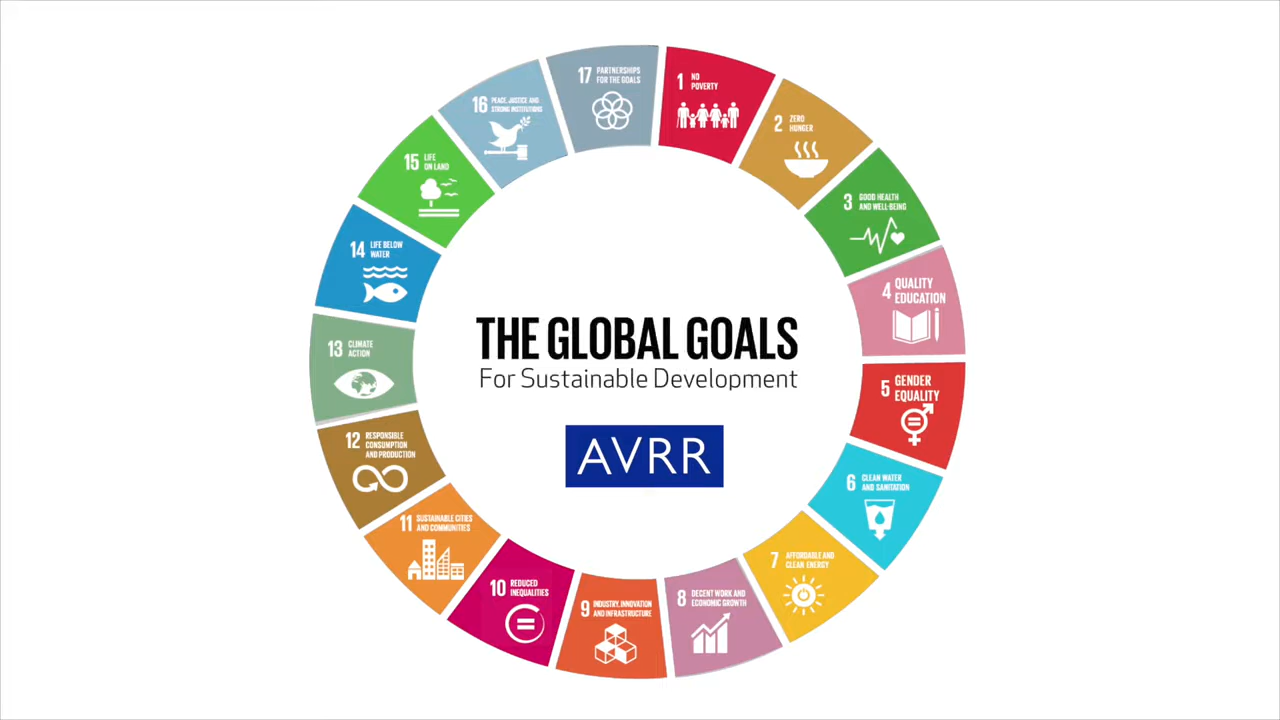 THE GLOBAL GOALS
For Sustainable Development
AVRR
1 NO
POVERTY
2 ZERO
HUNGER
3 GOOD HEALTH
AND WELL-BEING
4 QUALITY
EDUCATION
5 GENDER
EQUALITY
6 CLEAN WATER
AND SANITATION
7 AFFORDABLE AND
CLEAN ENERGY
8 DECENT WORK AND
ECONOMIC GROWTH
9 INDUSTRY, INNOVATION
AND INFRASTRUCTURE
10 REDUCED
INEQUALITIES
11 SUSTAINABLE CITIES
AND COMMUNITIES
12 RESPONSIBLE
CONSUMPTION
AND PRODUCTION
13 CLIMATE
ACTION
14 LIFE BELOW
WATER
15 LIFE
ON LAND
16 PEACE, JUSTICE AND
STRONG INSTITUTIONS
17 PARTNERSHIPS
FOR THE GOALS